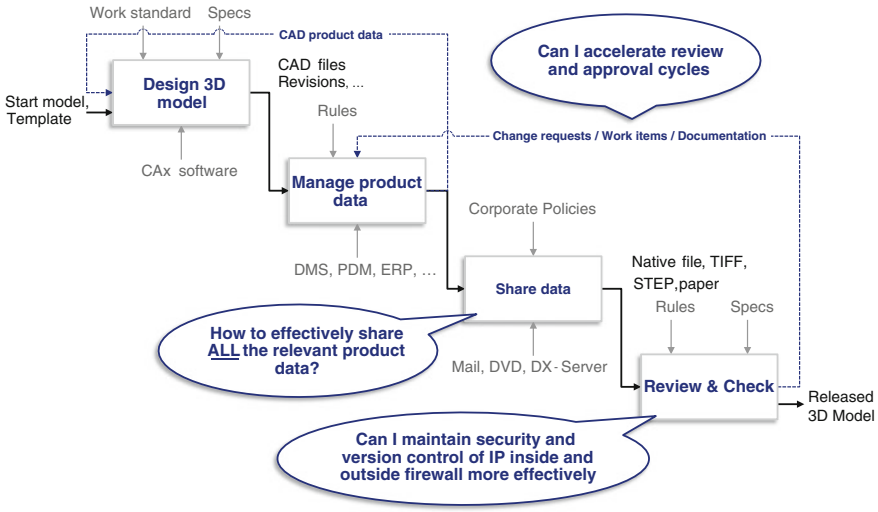 Work standard
Specs
CAD product data
Can I accelerate review
and approval cycles
Design 3D
model
CAD files
Revisions, ...
Start model,
Template
Rules
Change requests / Work items / Documentation
CAx software
Manage product
data
Corporate Policies
DMS, PDM, ERP, ...
Native file, TIFF,
STEP,paper
Share data
Rules
Specs
How to effectively share
ALL the relevant product
data?
Mail, DVD, DX-Server
Review & Check
Released
3D Model
Can I maintain security and
version control of IP inside and
outside firewall more effectively